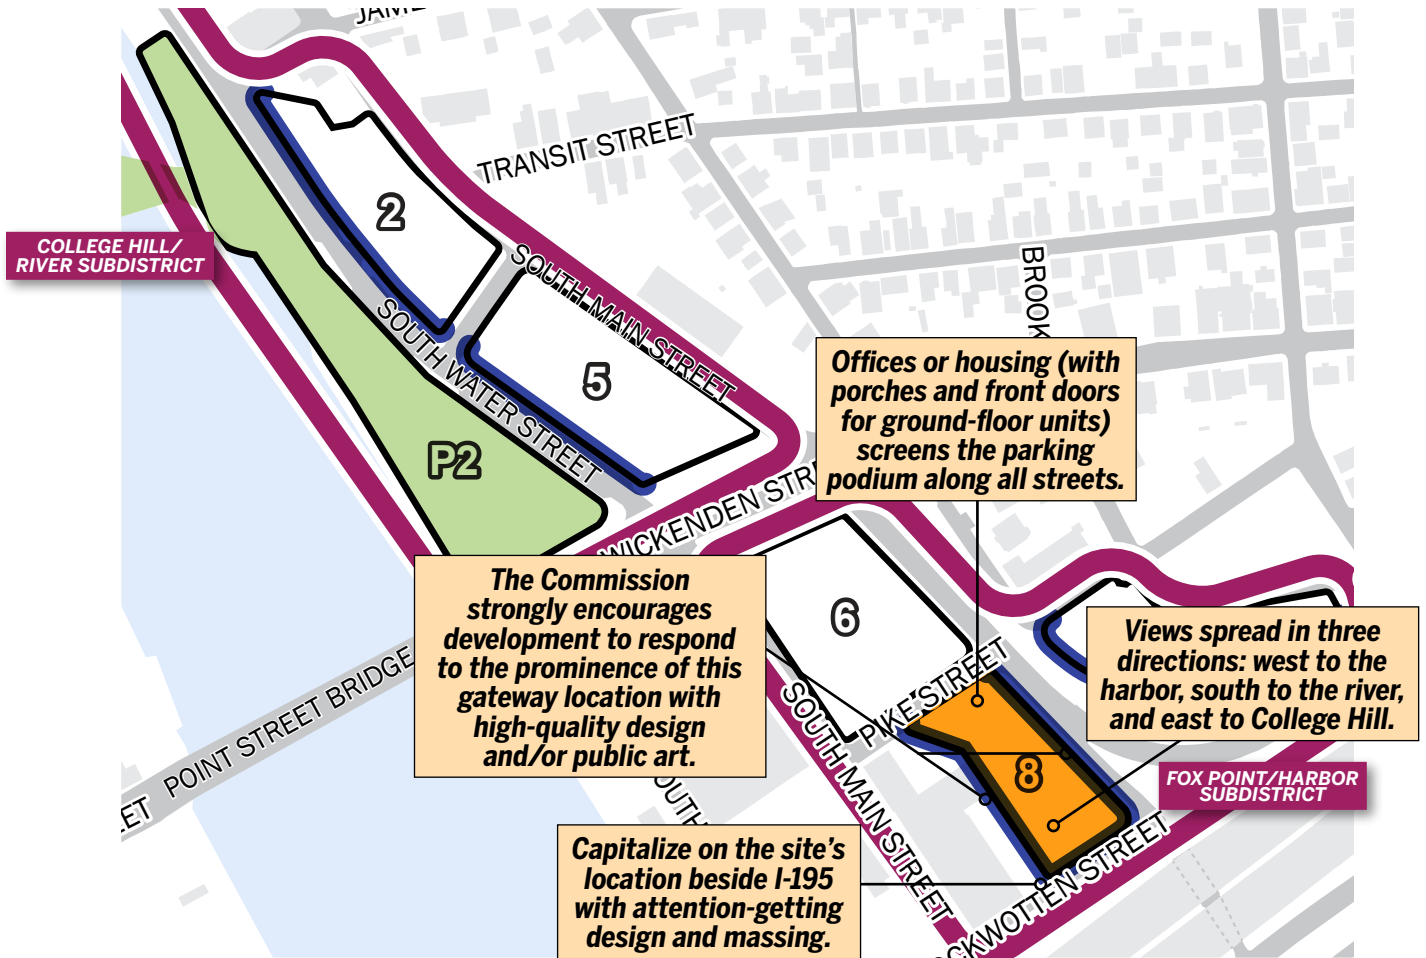 JAME
TRANSIT STREET
2
COLLEGE HILL/
RIVER SUBDISTRICT
SOUTH MAIN STREET
BROOK
SOUTH WATER STREET
5
Offices or housing (with
porches and front doors
for ground-floor units)
screens the parking
podium along all streets.
P2
WICKENDEN STR
The Commission
strongly encourages
development to respond
to the prominence of this
gateway location with
high-quality design
and/or public art.
6
Views spread in three
directions: west to the
harbor, south to the river,
and east to College Hill.
PIKE STREET
POINT STREET BRIDGE
ET
SOUTH MAIN STREET
OUTH
8
FOX POINT/HARBOR
SUBDISTRICT
Capitalize on the site's
location beside I-195
with attention-getting
design and massing.
CKWOTTEN STREET